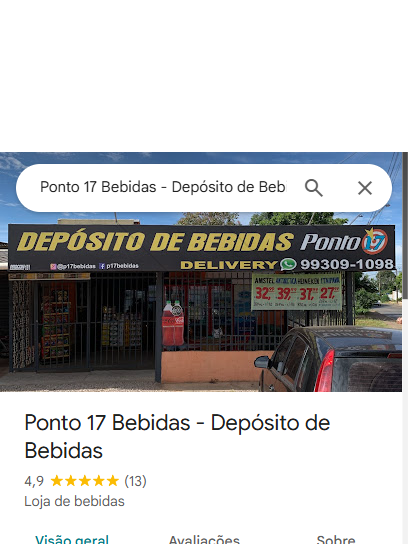 Ponto 17 Bebidas - Depósito de Beb
DEPÓSITO DE BEBIDAS Ponto 17
@p17bebidas p17bebidas
DELIVERY 99309-1098
AMSTEL HEINEKEN
32, 39, 37, 27,
Ponto 17 Bebidas - Depósito de
Bebidas
4,9 (13)
Loja de bebidas
Visão geral Avaliações Sobre